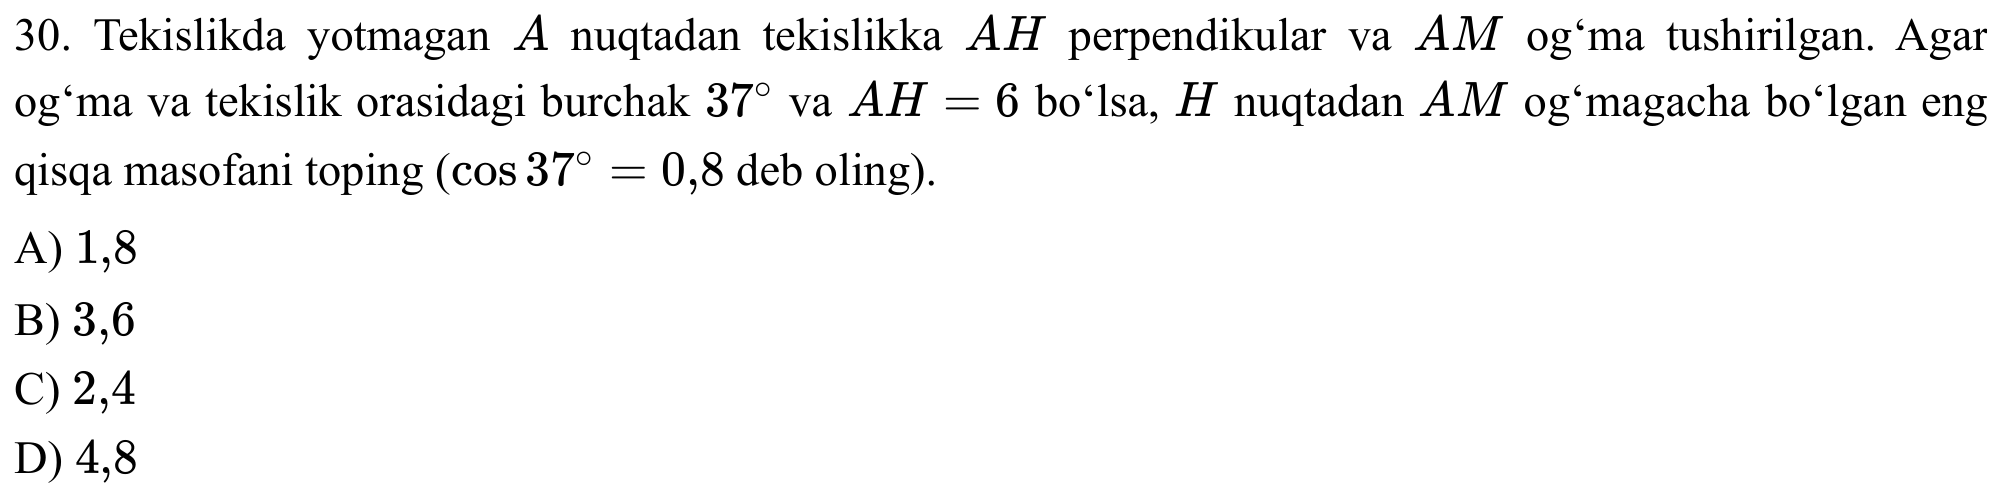 30. Tekislikda yotmagan A nuqtadan tekislikka AH perpendikular va AM og‘ma tushirilgan. Agar
og‘ma va tekislik orasidagi burchak 37° va AH = 6 bo‘lsa, H nuqtadan AM og‘magacha bo‘lgan eng
qisqa masofani toping (cos 37° = 0,8 deb oling).
A) 1,8
B) 3,6
C) 2,4
D) 4,8